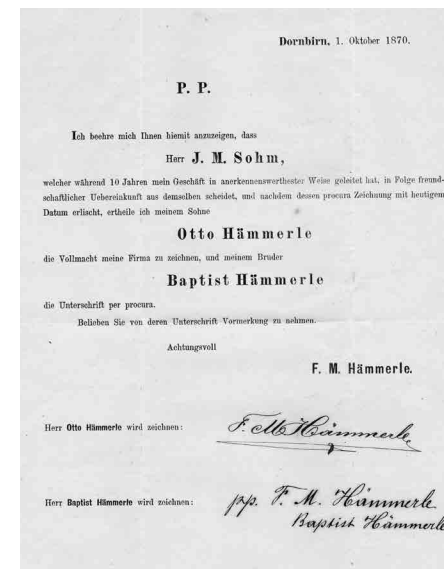 Dornbirn, 1. Oktober 1870.
P. P.
Ich beehre mich Ihnen hiemit anzuzeigen, dass
Herr J. M. Sohm,
welcher während 10 Jahren mein Geschäft in anerkennenswerthester Weise geleitet hat, in Folge freund-
schaftlicher Uebereinkunft aus demselben scheidet, und nachdem dessen procura Zeichnung mit heutigem
Datum erlischt, ertheile ich meinem Sohne
Otto Hämmerle
die Vollmacht meine Firma zu zeichnen, und meinem Bruder
Baptist Hämmerle
die Unterschrift per procura.
Belieben Sie von deren Unterschrift Vormerkung zu nehmen.
Achtungsvoll
F. M. Hämmerle.
Herr Otto Hämmerle wird zeichnen: F. M. Hämmerle.
Herr Baptist Hämmerle wird zeichnen: pp. F. M. Hämmerle
Baptist Hämmerle